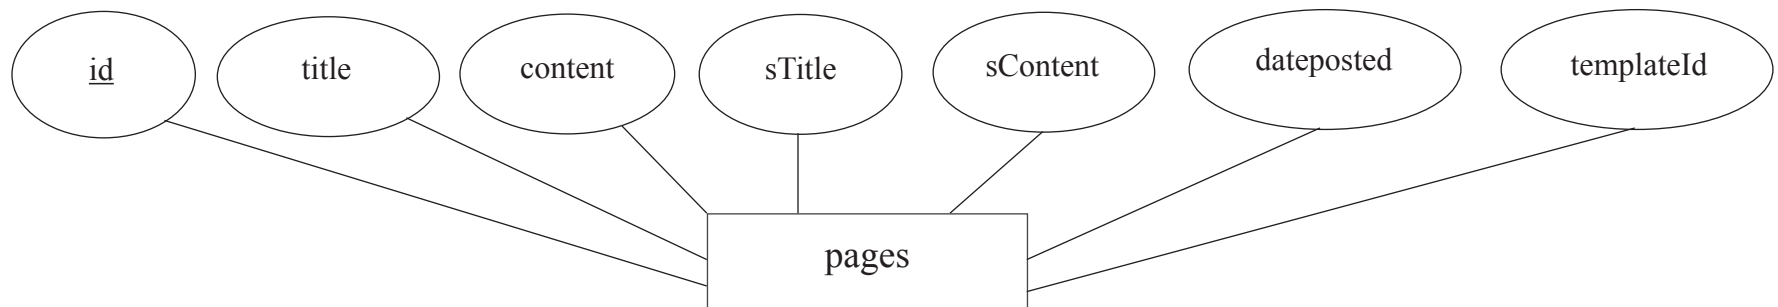 id
title
content
sTitle
sContent
dateposted
templateId
pages